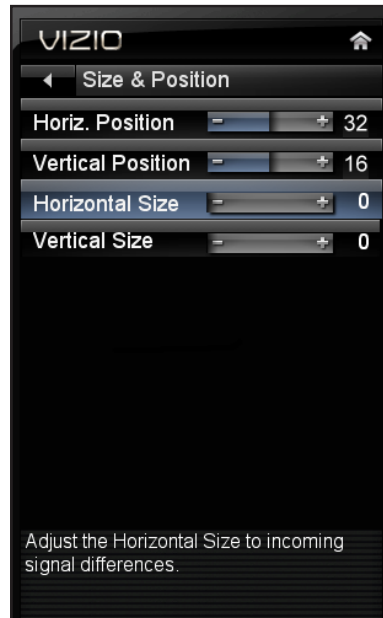 VIZIO
Size & Position
Horiz. Position - + 32
Vertical Position - + 16
Horizontal Size - + 0
Vertical Size - + 0
Adjust the Horizontal Size to incoming
signal differences.